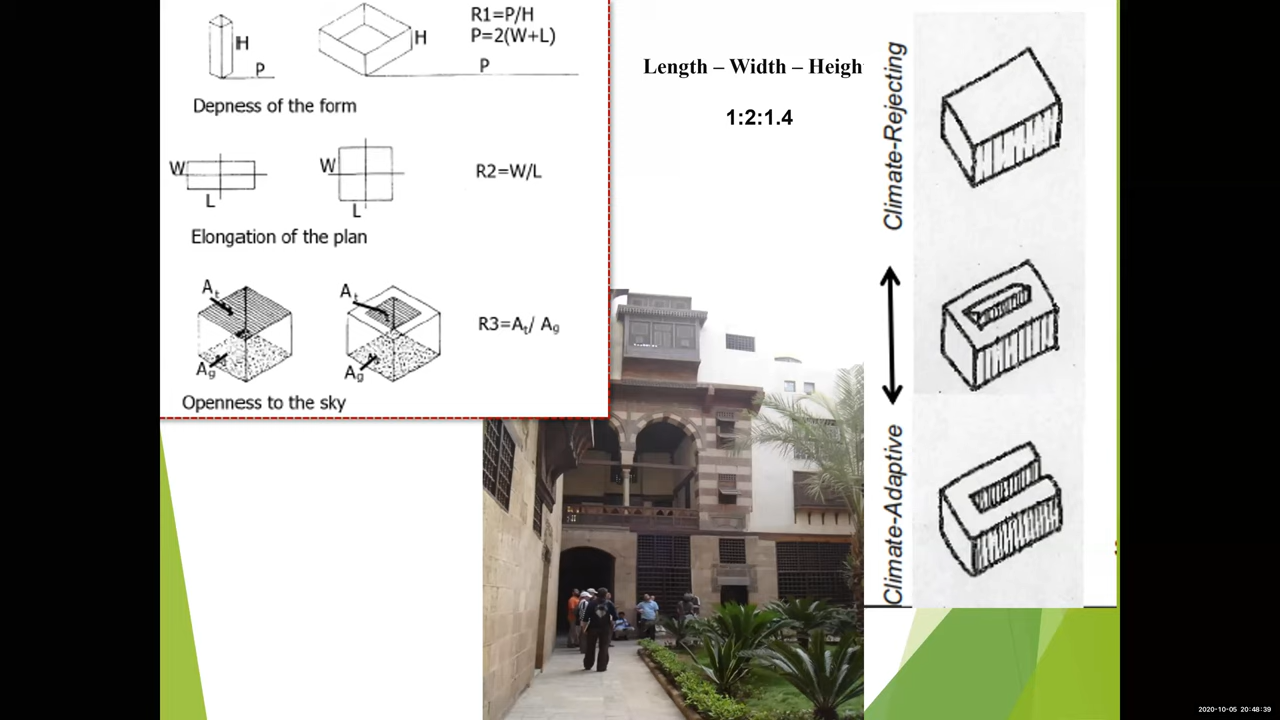 R1=P/H
P=2(W+L)
H
P
H
P
Depness of the form
W
L
W
L
R2=W/L
Elongation of the plan
At
Ag
At
Ag
R3=At/ Ag
Openness to the sky
Length – Width – Heigh
1:2:1.4
Climate-Rejecting
Climate-Adaptive
2020-10-05 20:48:39